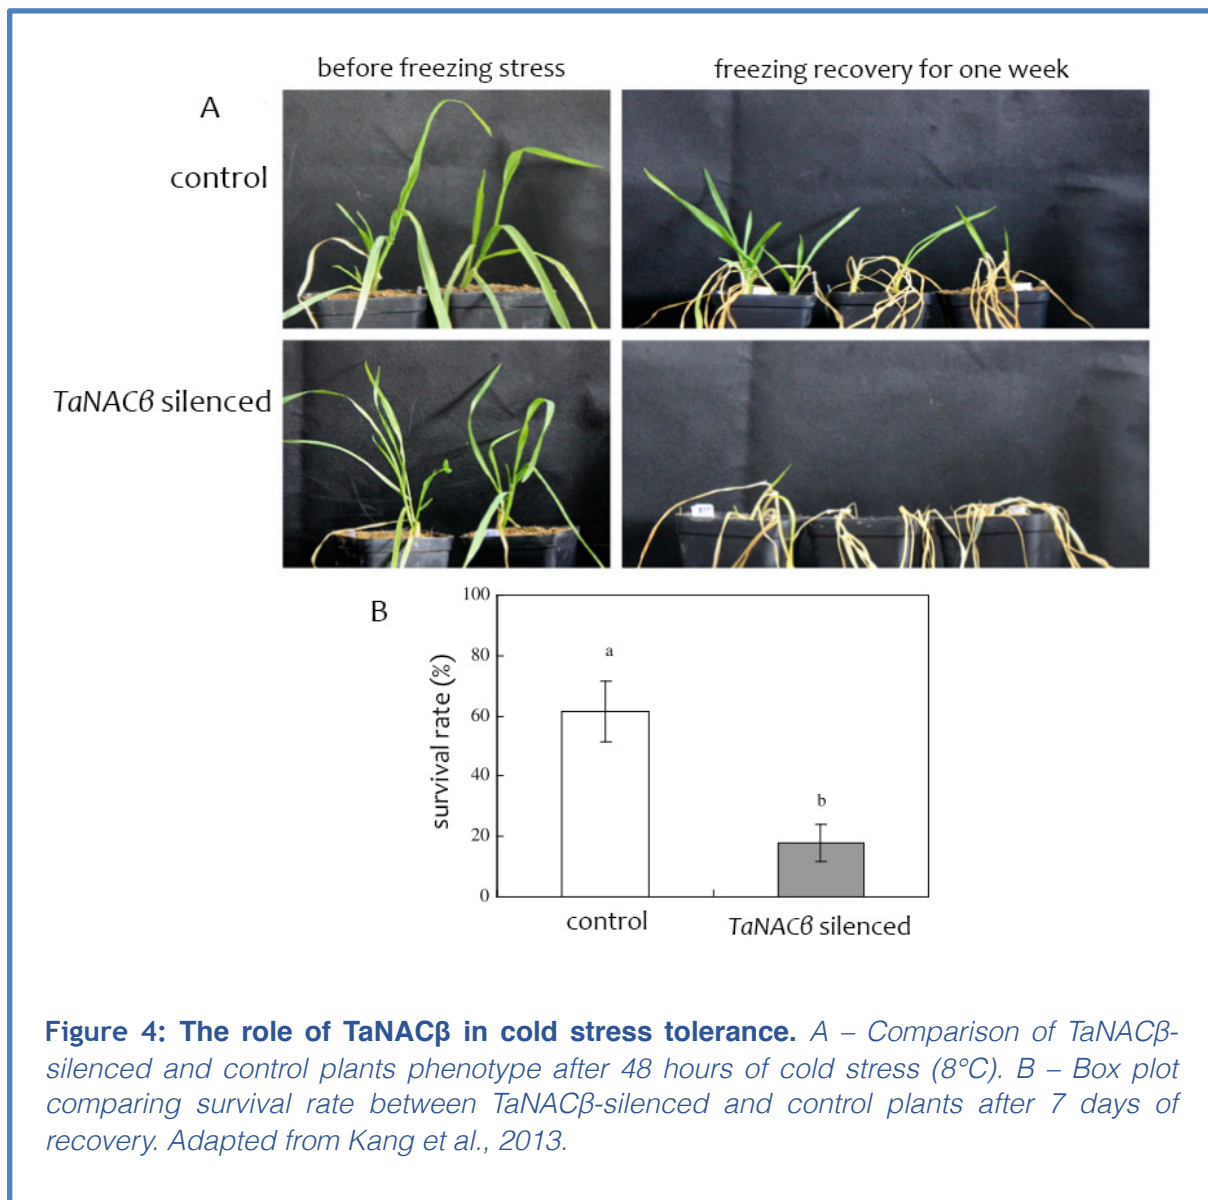 before freezing stress
freezing recovery for one week
A
control
TaNACβ silenced
B
100
80
60
40
20
0
survival rate (%)
a
b
control
TaNACβ silenced
Figure 4: The role of TaNACβ in cold stress tolerance. A – Comparison of TaNACβ-
silenced and control plants phenotype after 48 hours of cold stress (8°C). B – Box plot
comparing survival rate between TaNACβ-silenced and control plants after 7 days of
recovery. Adapted from Kang et al., 2013.